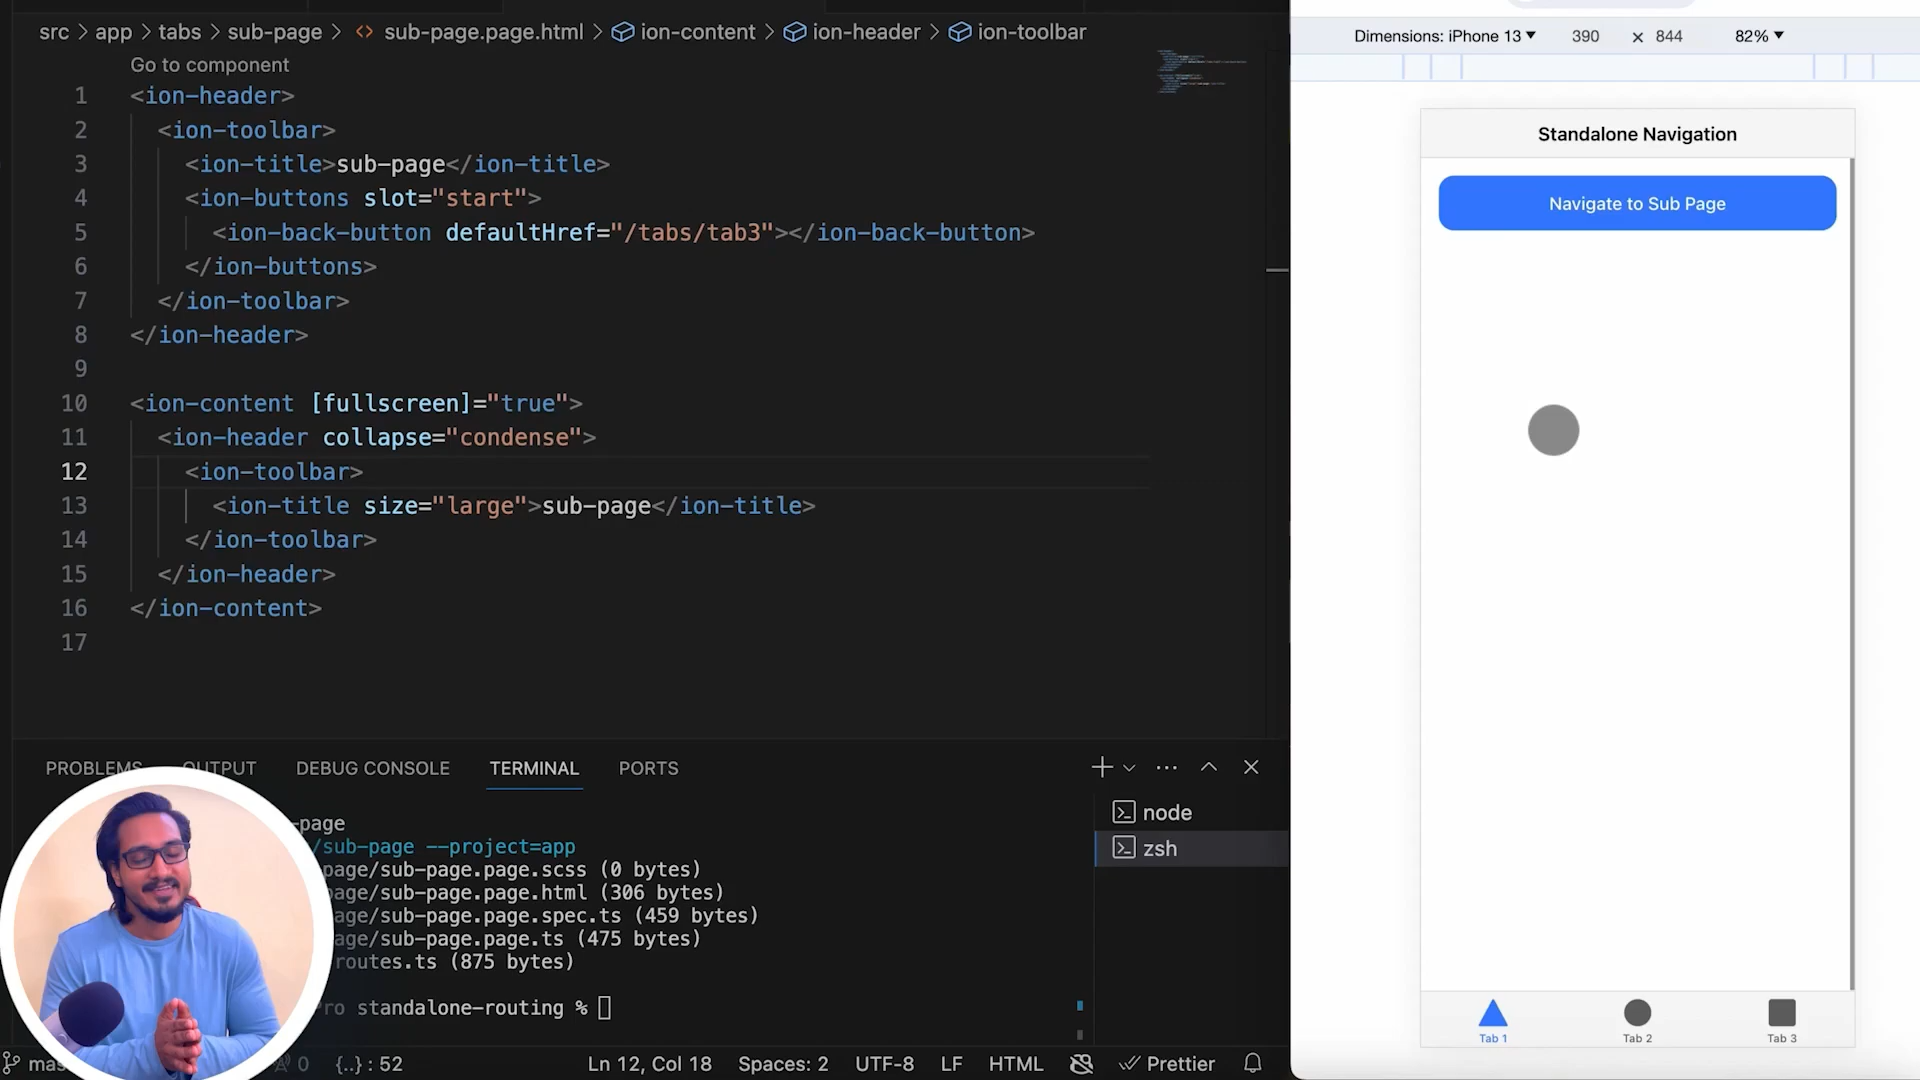 src > app > tabs > sub-page > <> sub-page.page.html > ion-content > ion-header > ion-toolbar
Go to component
1 <ion-header>
2 <ion-toolbar>
3 <ion-title>sub-page</ion-title>
4 <ion-buttons slot="start">
5 <ion-back-button defaultHref="/tabs/tab3"></ion-back-button>
6 </ion-buttons>
7 </ion-toolbar>
8 </ion-header>
9
10 <ion-content [fullscreen]="true">
11 <ion-header collapse="condense">
12 <ion-toolbar>
13 <ion-title size="large">sub-page</ion-title>
14 </ion-toolbar>
15 </ion-header>
16 </ion-content>
17
PROBLEMS OUTPUT DEBUG CONSOLE TERMINAL PORTS
-page
/sub-page --project=app
page/sub-page.page.scss (0 bytes)
page/sub-page.page.html (306 bytes)
age/sub-page.page.spec.ts (459 bytes)
age/sub-page.page.ts (475 bytes)
routes.ts (875 bytes)
ro standalone-routing %
node
zsh
mas 0 {..} : 52 Ln 12, Col 18 Spaces: 2 UTF-8 LF HTML Prettier
Dimensions: iPhone 13 ▼ 390 × 844 82% ▼
Standalone Navigation
Navigate to Sub Page
Tab 1 Tab 2 Tab 3